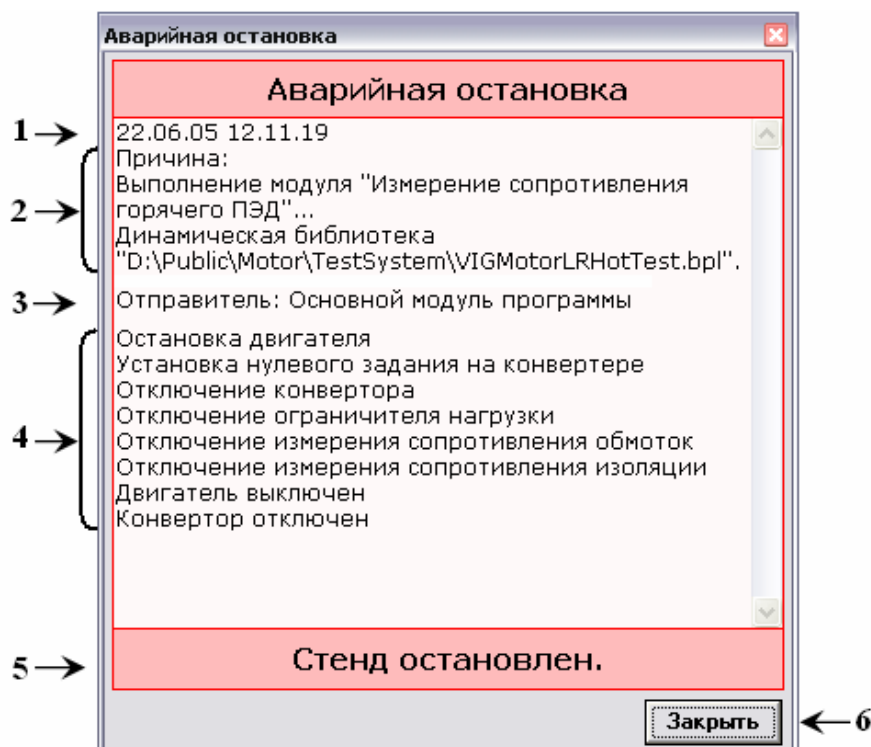 Аварийная остановка
Аварийная остановка
1
22.06.05 12.11.19
Причина:
Выполнение модуля "Измерение сопротивления
2
горячего ПЭД"...
Динамическая библиотека
"D:\Public\Motor\TestSystem\VIGMotorLRHotTest.bpl".
3
Отправитель: Основной модуль программы
Остановка двигателя
Установка нулевого задания на конвертере
Отключение конвертора
Отключение ограничителя нагрузки
4
Отключение измерения сопротивления обмоток
Отключение измерения сопротивления изоляции
Двигатель выключен
Конвертор отключен
5
Стенд остановлен.
Закрыть
6